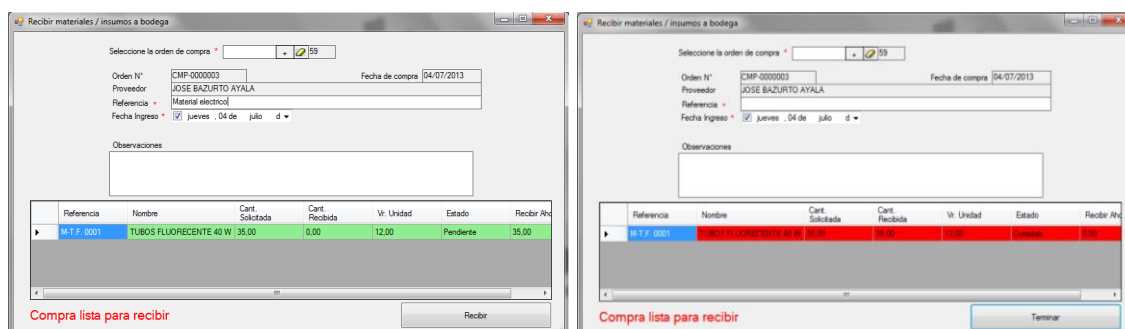 Recibir materiales / insumos a bodega
Seleccione la orden de compra * + 59
Orden N° CMP-0000003 Fecha de compra 04/07/2013
Proveedor JOSE BAZURTO AYALA
Referencia * Material electrico
Fecha Ingreso * jueves , 04 de julio d
Observaciones
Referencia Nombre Cant. Solicitada Cant. Recibida Vr. Unidad Estado Recibir Aho
M-T.F. 0001 TUBOS FLUORECENTE 40 W 35,00 0,00 12,00 Pendiente 35,00
Compra lista para recibir Recibir
Recibir materiales / insumos a bodega
Seleccione la orden de compra * + 59
Orden N° CMP-0000003 Fecha de compra 04/07/2013
Proveedor JOSE BAZURTO AYALA
Referencia *
Fecha Ingreso * jueves , 04 de julio d
Observaciones
Referencia Nombre Cant. Solicitada Cant. Recibida Vr. Unidad Estado Recibir Aho
M-T.F. 0001 TUBOS FLUORECENTE 40 W 35,00 35,00 12,00 Cumplida 0,00
Compra lista para recibir Teminar